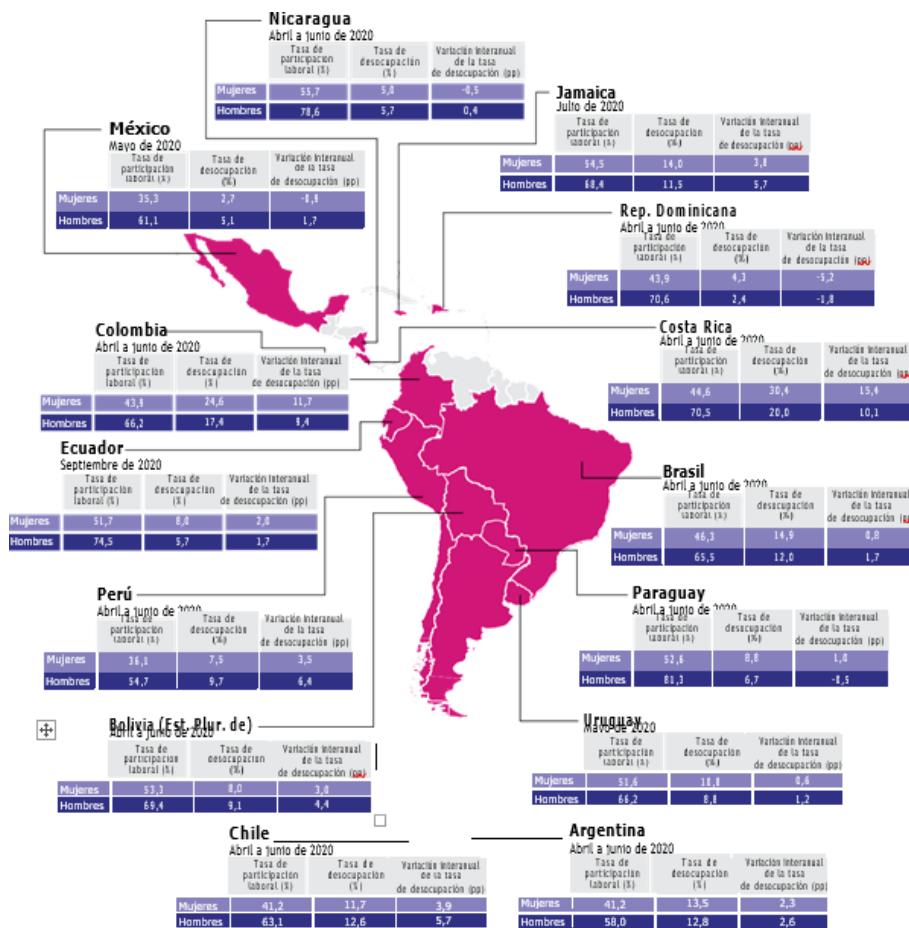 Nicaragua
Abril a junio de 2020
Tasa de participación laboral (%) Tasa de desocupación (%) Variación interanual de la tasa de desocupación (pp)
Mujeres 55,7 5,0 -0,5
Hombres 78,6 5,7 0,4
Jamaica
Julio de 2020
Tasa de participación laboral (%) Tasa de desocupación (%) Variación interanual de la tasa de desocupación (pp)
Mujeres 54,5 14,0 3,8
Hombres 68,4 11,5 5,7
México
Mayo de 2020
Tasa de participación laboral (%) Tasa de desocupación (%) Variación interanual de la tasa de desocupación (pp)
Mujeres 35,3 2,7
Hombres 61,1 5,1 1,7
Rep. Dominicana
Abril a junio de 2020
Tasa de participación laboral (%) Tasa de desocupación (%) Variación interanual de la tasa de desocupación (pp)
Mujeres 43,9 4,3 -5,2
Hombres 70,6 2,4 -1,8
Colombia
Abril a junio de 2020
Tasa de participación laboral (%) Tasa de desocupación (%) Variación interanual de la tasa de desocupación (pp)
Mujeres 24,6 11,7
Hombres 66,2 17,4
Costa Rica
Abril a junio de 2020
Tasa de participación laboral (%) Tasa de desocupación (%) Variación interanual de la tasa de desocupación
Mujeres 44,6 30,4 15,4
Hombres 70,5 20,0 10,1
Ecuador
Septiembre de 2020
Tasa de participación laboral (%) Tasa de desocupación (%) Variación interanual de la tasa de desocupación (pp)
Mujeres 51,7 8,0 2,0
Hombres 74,5 5,7 1,7
Brasil
Abril a junio de 2020
Tasa de participación laboral (%) Tasa de desocupación (%) Variación interanual de la tasa de desocupación
Mujeres 46,3 14,9 0,8
Hombres 65,5 12,0 1,7
Perú
Abril a junio de 2020
Tasa de participación laboral (%) Tasa de desocupación (%) Variación interanual de la tasa de desocupación (pp)
Mujeres 36,1 7,5 3,5
Hombres 54,7 9,7 6,4
Paraguay
Abril a junio de 2020
Tasa de participación laboral (%) Tasa de desocupación (%) Variación interanual de la tasa de desocupación (pp)
Mujeres 52,6 8,8 1,0
Hombres 81,3 6,7 -0,5
Bolivia (Est. Plur. de)
Abril a junio de 2020
Tasa de participación laboral (%) Tasa de desocupación (%) Variación interanual de la tasa de desocupación (pp)
Mujeres 8,0 3,0
Hombres 69,4 9,1 4,4
Uruguay
Mayo de 2020
Tasa de participación laboral (%) Tasa de desocupación (%) Variación interanual de la tasa de desocupación (pp)
Mujeres 51,6 10,8 0,6
Hombres 66,2 8,8 1,2
Chile
Abril a junio de 2020
Tasa de participación laboral (%) Tasa de desocupación (%) Variación interanual de la tasa de desocupación (pp)
Mujeres 41,2 11,7 3,9
Hombres 63,1 12,6 5,7
Argentina
Abril a junio de 2020
Tasa de participación laboral (%) Tasa de desocupación (%) Variación interanual de la tasa de desocupación (pp)
Mujeres 41,2 13,5 2,3
Hombres 58,0 12,8 2,6